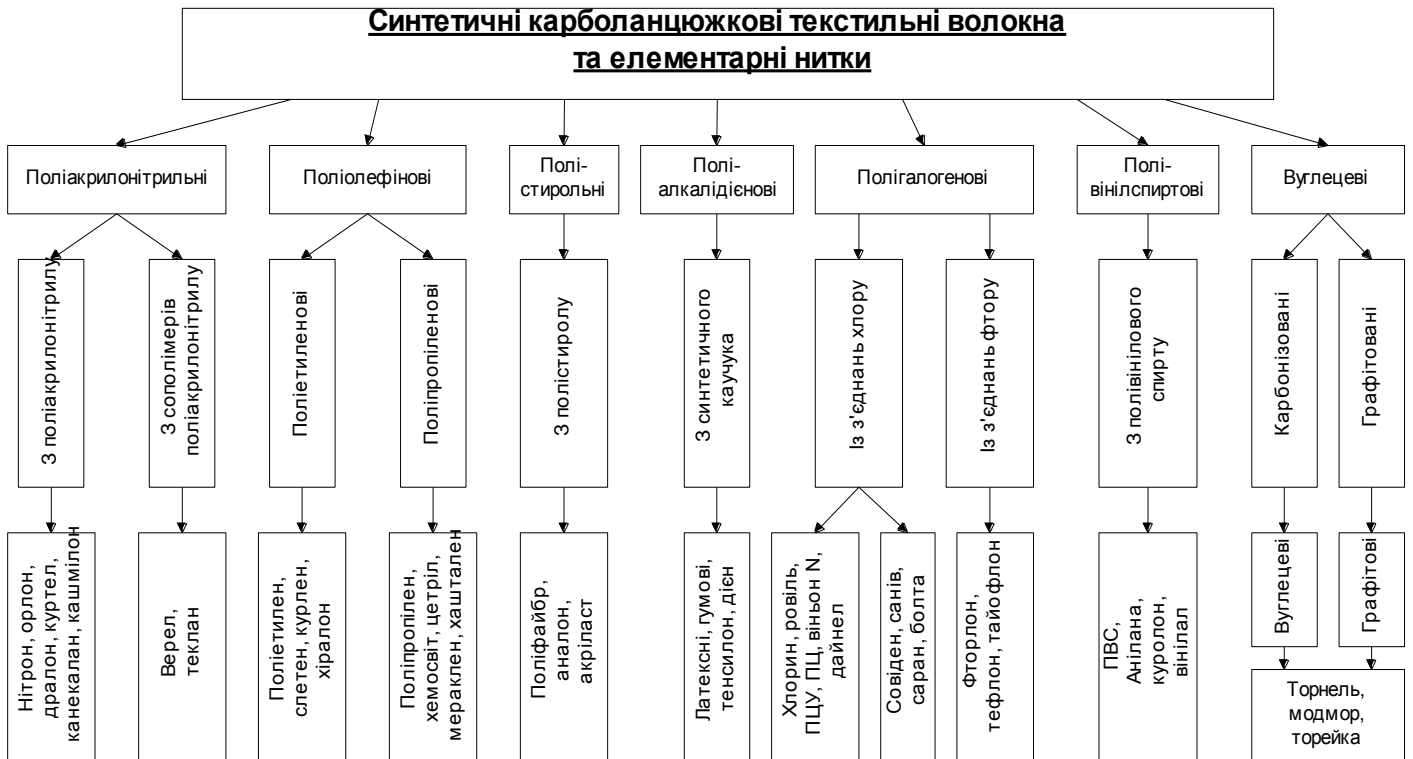 Синтетичні карболанцюжкові текстильні волокна
та елементарні нитки
Поліакрилонітрильні
Поліолефінові
Полі-
стирольні
Полі-
алкалідієнові
Полігалогенові
Полі-
вінілспиртові
Вуглецеві
З поліакрилонітрилу
З сополімерів
поліакрилонітрилу
Поліетиленові
Поліпропіленові
З полістиролу
З синтетичного
каучука
Із з'єднань хлору
Із з'єднань фтору
З полівінілового
спирту
Карбонізовані
Графітовані
Нітрон, орлон,
дралон, куртел,
канекалан, кашмілон
Верел,
теклан
Поліетилен,
слетен, курлен,
хіралон
Поліпропілен,
хемосвіт, цетріл,
мераклен, хашtален
Поліфайбр,
аналон,
акріласт
Латексні, гумові,
тенсилон, дієн
Хлорин, ровіль,
ПЦУ, ПЦ, віньон N,
дайнел
Совіден, санів,
саран, болта
Фторлон,
тефлон, тайофлон
ПВС,
Анілана,
куролон,
вінілал
Вуглецеві
Графітові
Торнель,
модмор,
торейка